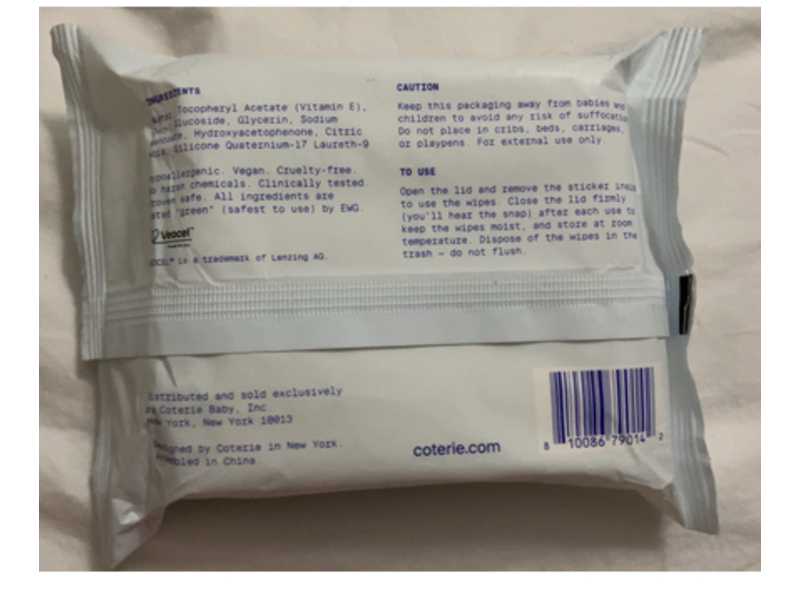 INGREDIENTS
Tocopheryl Acetate (Vitamin E),
Glucoside, Glycerin, Sodium
Hydroxyacetophenone, Citric
Silicone Quaternium-17 Laureth-9
Hypoallergenic. Vegan. Cruelty-free.
No harsh chemicals. Clinically tested.
Proven safe. All ingredients are
rated "green" (safest to use) by EWG.
Veocel™
VEOCEL™ is a trademark of Lenzing AG.
CAUTION
Keep this packaging away from babies and
children to avoid any risk of suffocation.
Do not place in cribs, beds, carriages,
or playpens. For external use only.
TO USE
Open the lid and remove the sticker inside
to use the wipes. Close the lid firmly
(you'll hear the snap) after each use to
keep the wipes moist, and store at room
temperature. Dispose of the wipes in the
trash — do not flush.
Distributed and sold exclusively
by Coterie Baby, Inc.
New York, New York 10013
Designed by Coterie in New York.
Assembled in China.
coterie.com
8 10086 79014 2